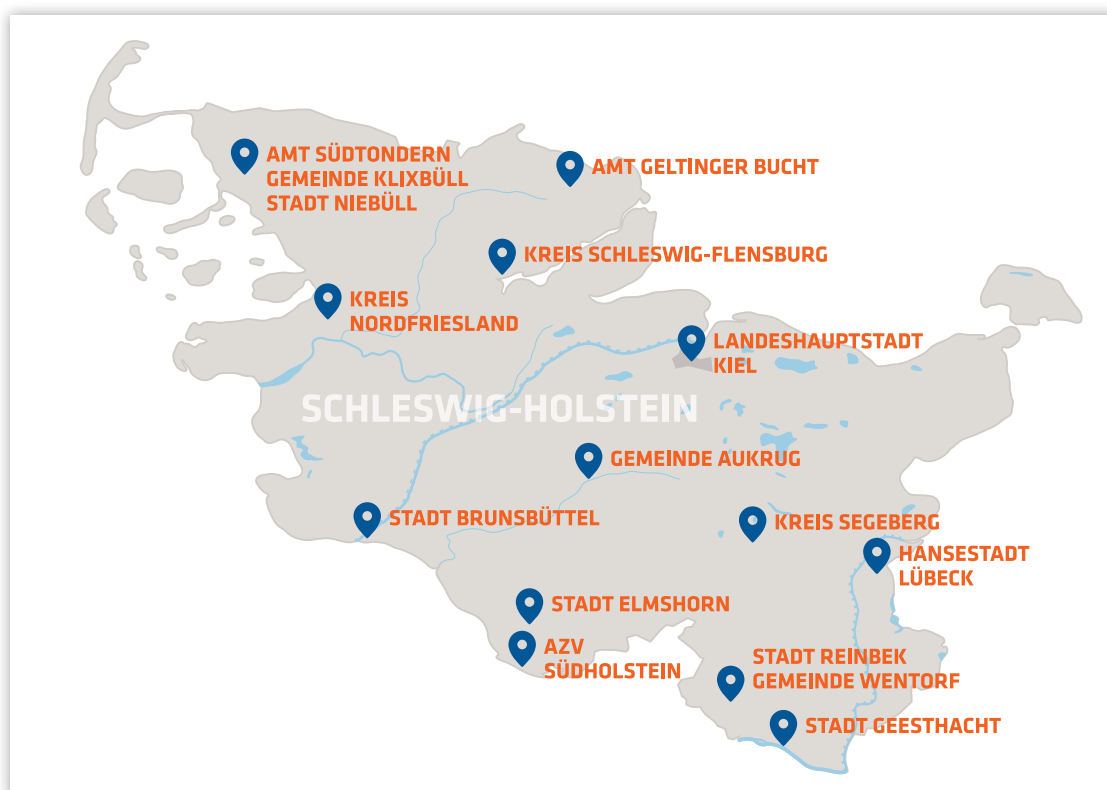 AMT SÜDTONDERN
GEMEINDE KLIXBÜLL
STADT NIEBÜLL
AMT GELTINGER BUCHT
KREIS SCHLESWIG-FLENSBURG
KREIS
NORDFRIESLAND
LANDESHAUPTSTADT
KIEL
SCHLESWIG-HOLSTEIN
GEMEINDE AUKRUG
STADT BRUNSBÜTTEL
KREIS SEGEBERG
HANSESTADT
LÜBECK
STADT ELMSHORN
AZV
SÜDHOLSTEIN
STADT REINBEK
GEMEINDE WENTORF
STADT GEESTHACHT